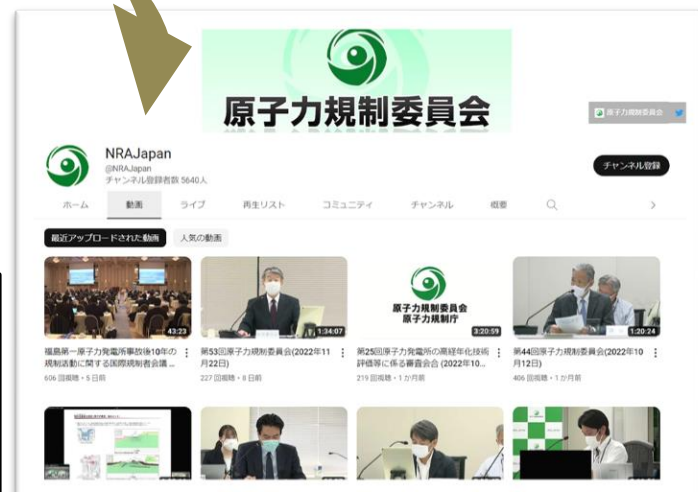 原子力規制委員会
原子力規制委員会
NRAJapan
@NRAJapan
チャンネル登録者数 5640人
チャンネル登録
ホーム 動画 ライブ 再生リスト コミュニティ チャンネル 概要
最近アップロードされた動画 人気の動画
43:23
1:34:07
原子力規制委員会
原子力規制庁
3:20:59
1:20:24
福島第一原子力発電所事故後10年の
規制活動に関する国際規制者会議 ...
606 回視聴・5 日前
第53回原子力規制委員会(2022年11
月22日)
227 回視聴・8 日前
第25回原子力発電所の高経年化技術
評価等に係る審査会合 (2022年10...
219 回視聴・1 か月前
第44回原子力規制委員会(2022年10
月12日)
406 回視聴・1 か月前